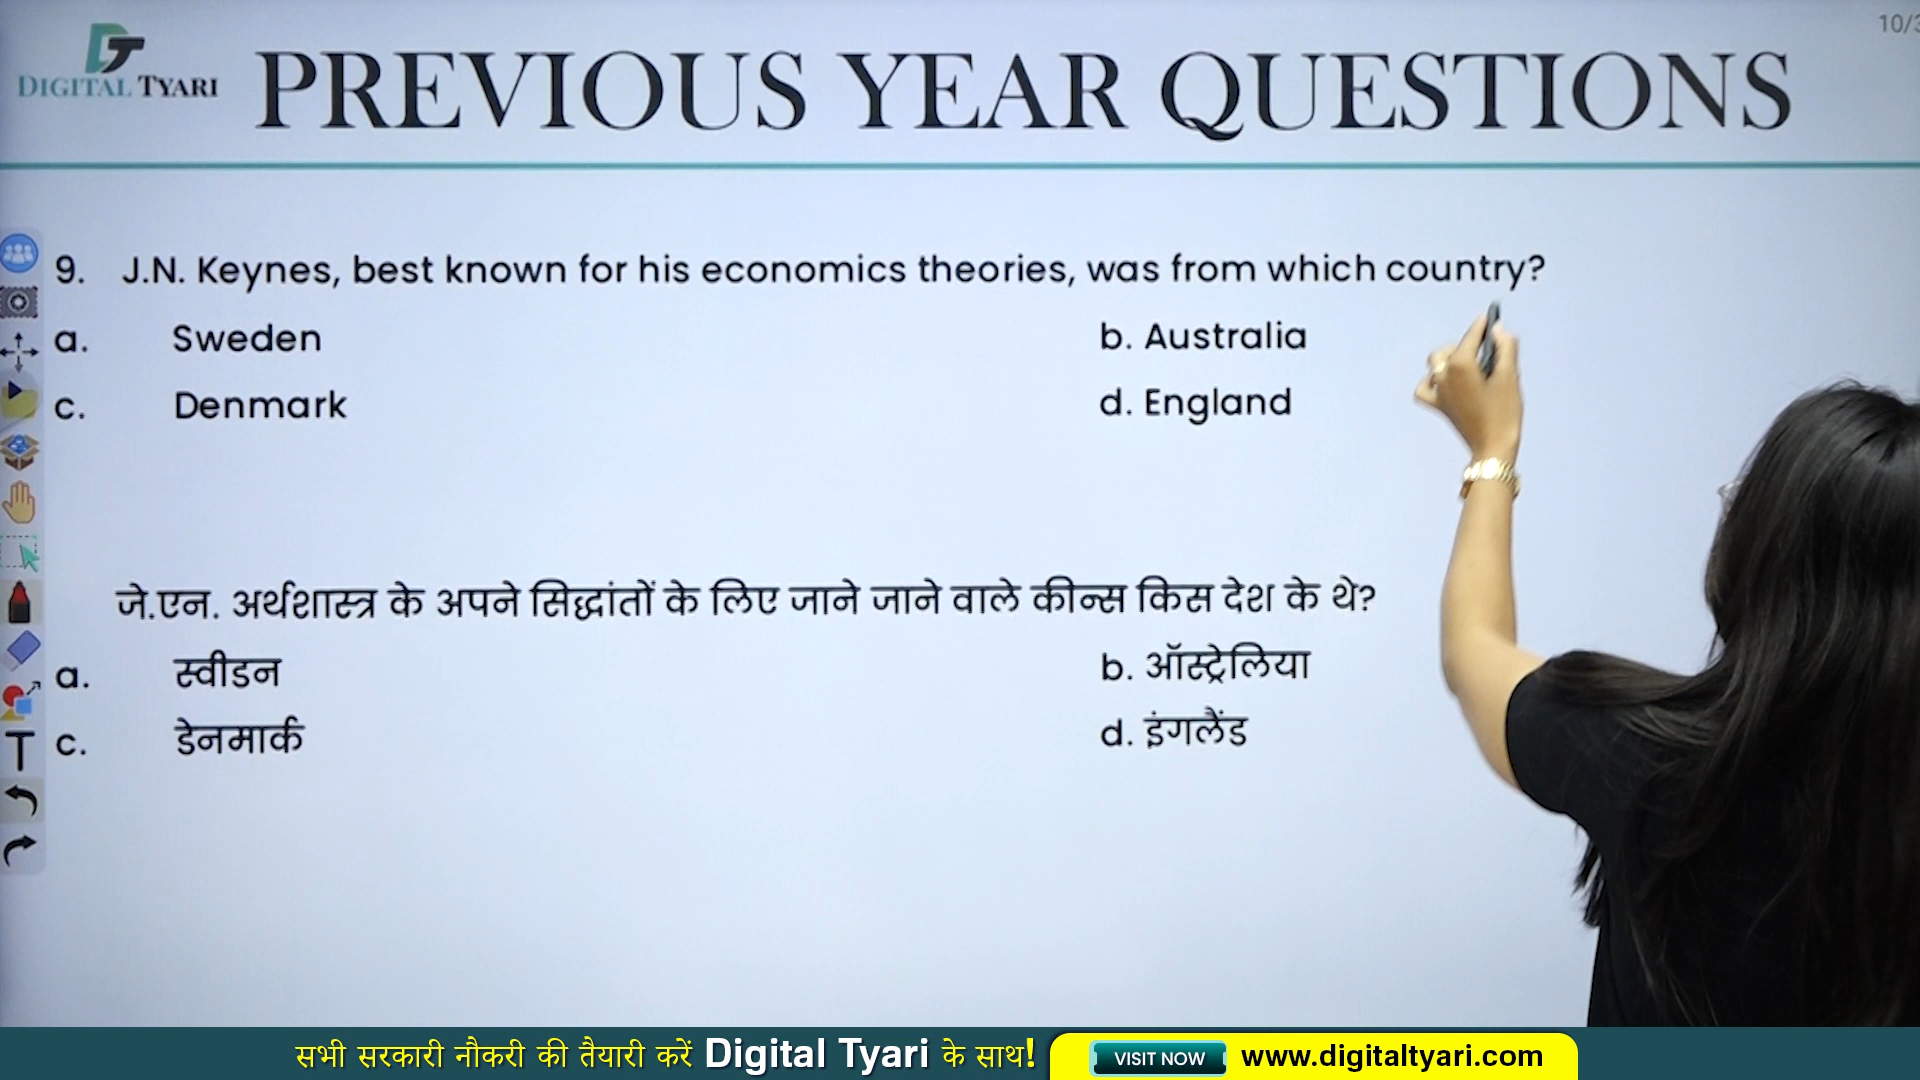 DT
DIGITAL TYARI
PREVIOUS YEAR QUESTIONS
9. J.N. Keynes, best known for his economics theories, was from which country?
a. Sweden b. Australia
c. Denmark d. England
जे.एन. अर्थशास्त्र के अपने सिद्धांतों के लिए जाने जाने वाले कीन्स किस देश के थे?
a. स्वीडन b. ऑस्ट्रेलिया
c. डेनमार्क d. इंगलैंड
T
सभी सरकारी नौकरी की तैयारी करें Digital Tyari के साथ! VISIT NOW www.digitaltyari.com